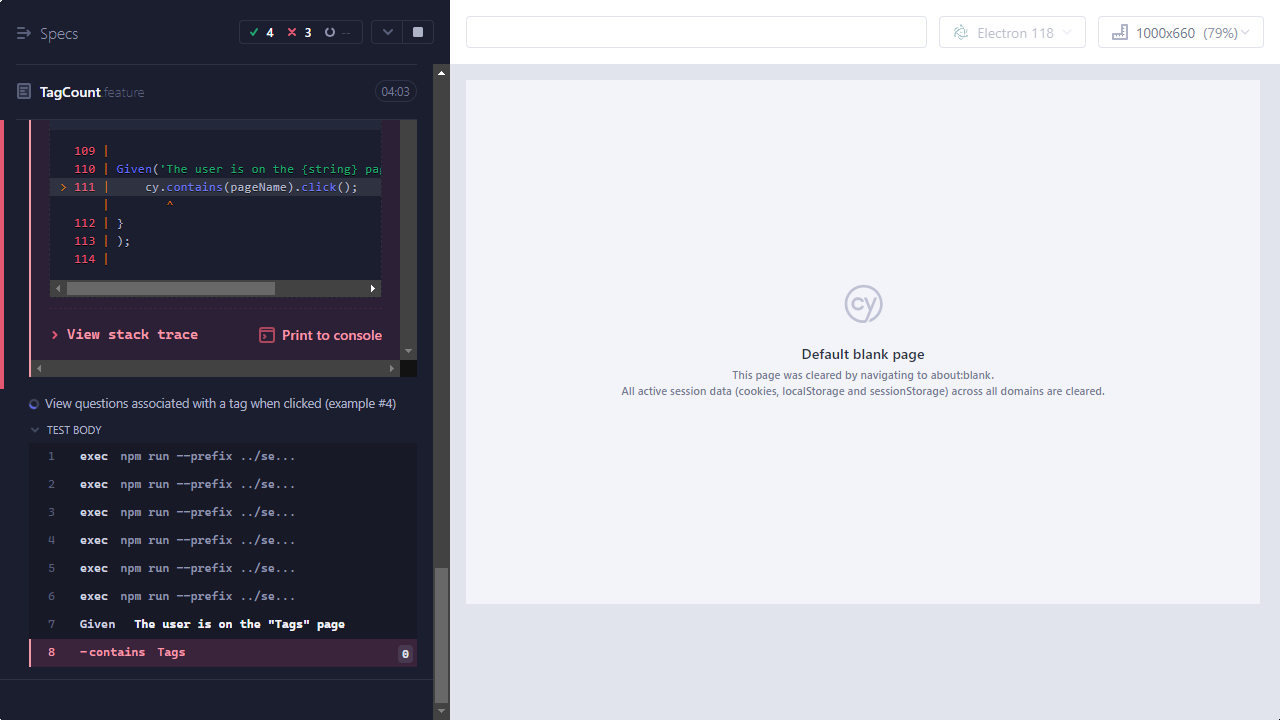 Specs
4 3 --
Electron 118
1000x660 (79%)
TagCount feature
04:03
109 |
110 | Given('The user is on the {string} pag
> 111 | cy.contains(pageName).click();
| ^
112 | }
113 | );
114 |
View stack trace
Print to console
View questions associated with a tag when clicked (example #4)
TEST BODY
1 exec npm run --prefix ../se...
2 exec npm run --prefix ../se...
3 exec npm run --prefix ../se...
4 exec npm run --prefix ../se...
5 exec npm run --prefix ../se...
6 exec npm run --prefix ../se...
7 Given The user is on the "Tags" page
8 -contains Tags 0
cy
Default blank page
This page was cleared by navigating to about:blank.
All active session data (cookies, localStorage and sessionStorage) across all domains are cleared.